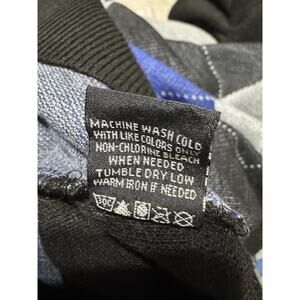 MACHINE WASH COLD
WITH LIKE COLORS ONLY
NON-CHLORINE BLEACH
WHEN NEEDED
TUMBLE DRY LOW
WARM IRON IF NEEDED
30C